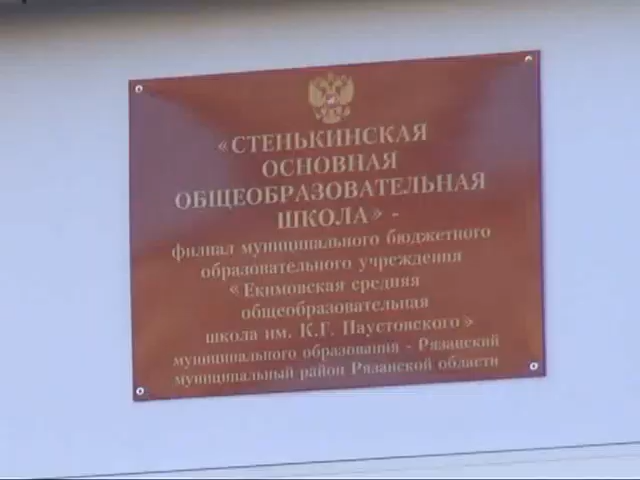 «СТЕНЬКИНСКАЯ
ОСНОВНАЯ
ОБЩЕОБРАЗОВАТЕЛЬНАЯ
ШКОЛА» -
филиал муниципального бюджетного
образовательного учреждения
«Екимовская средняя
общеобразовательная
школа им. К.Г. Паустовского»
муниципального образования - Рязанский
муниципальный район Рязанской области